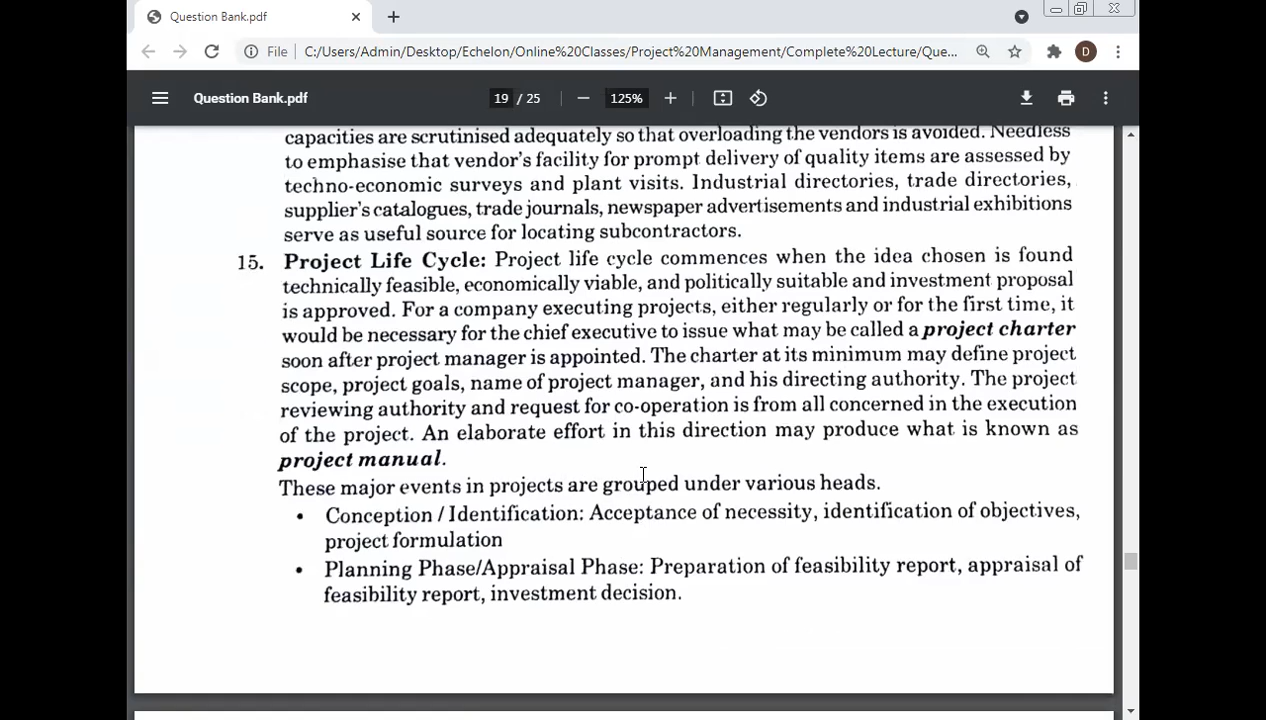 Question Bank.pdf
File C:/Users/Admin/Desktop/Echelon/Online%20Classes/Project%20Management/Complete%20Lecture/Que...
D
Question Bank.pdf 19 / 25 125%
capacities are scrutinised adequately so that overloading the vendors is avoided. Needless
to emphasise that vendor's facility for prompt delivery of quality items are assessed by
techno-economic surveys and plant visits. Industrial directories, trade directories,
supplier's catalogues, trade journals, newspaper advertisements and industrial exhibitions
serve as useful source for locating subcontractors.
15. Project Life Cycle: Project life cycle commences when the idea chosen is found
technically feasible, economically viable, and politically suitable and investment proposal
is approved. For a company executing projects, either regularly or for the first time, it
would be necessary for the chief executive to issue what may be called a project charter
soon after project manager is appointed. The charter at its minimum may define project
scope, project goals, name of project manager, and his directing authority. The project
reviewing authority and request for co-operation is from all concerned in the execution
of the project. An elaborate effort in this direction may produce what is known as
project manual.
These major events in projects are grouped under various heads.
• Conception / Identification: Acceptance of necessity, identification of objectives,
project formulation
• Planning Phase/Appraisal Phase: Preparation of feasibility report, appraisal of
feasibility report, investment decision.